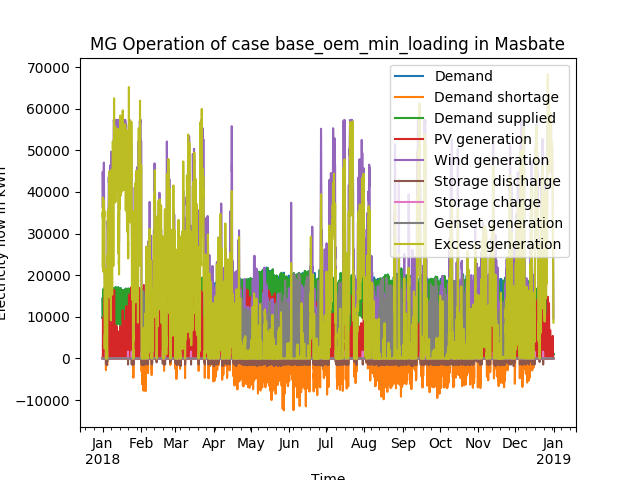 MG Operation of case base_oem_min_loading in Masbate
70000
60000
50000
40000
30000
20000
10000
0
−10000
Electricity flow in kWh
Demand
Demand shortage
Demand supplied
PV generation
Wind generation
Storage discharge
Storage charge
Genset generation
Excess generation
Jan Feb Mar Apr May Jun Jul Aug Sep Oct Nov Dec Jan
2018 2019
Time